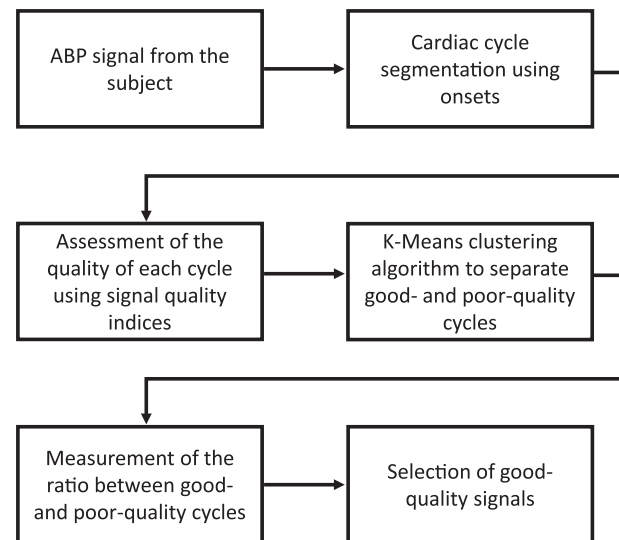 ABP signal from the
subject
Cardiac cycle
segmentation using
onsets
Assessment of the
quality of each cycle
using signal quality
indices
K-Means clustering
algorithm to separate
good- and poor-quality
cycles
Measurement of the
ratio between good-
and poor-quality cycles
Selection of good-
quality signals